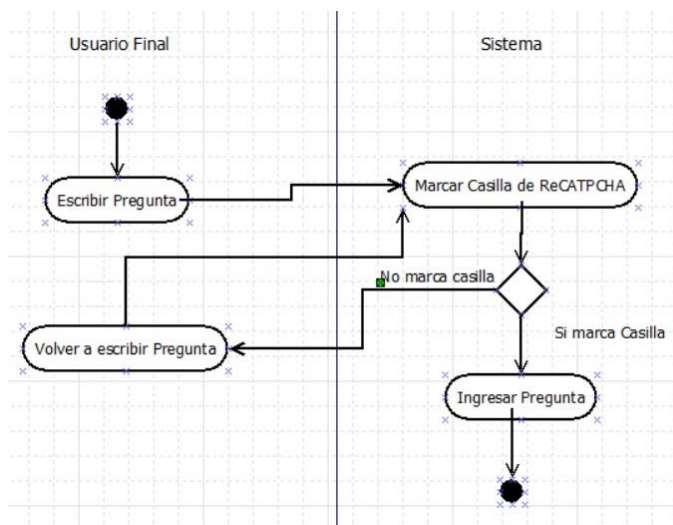 Usuario Final
Sistema
Escribir Pregunta
Marcar Casilla de ReCATPCHA
No marca casilla
Si marca Casilla
Volver a escribir Pregunta
Ingresar Pregunta